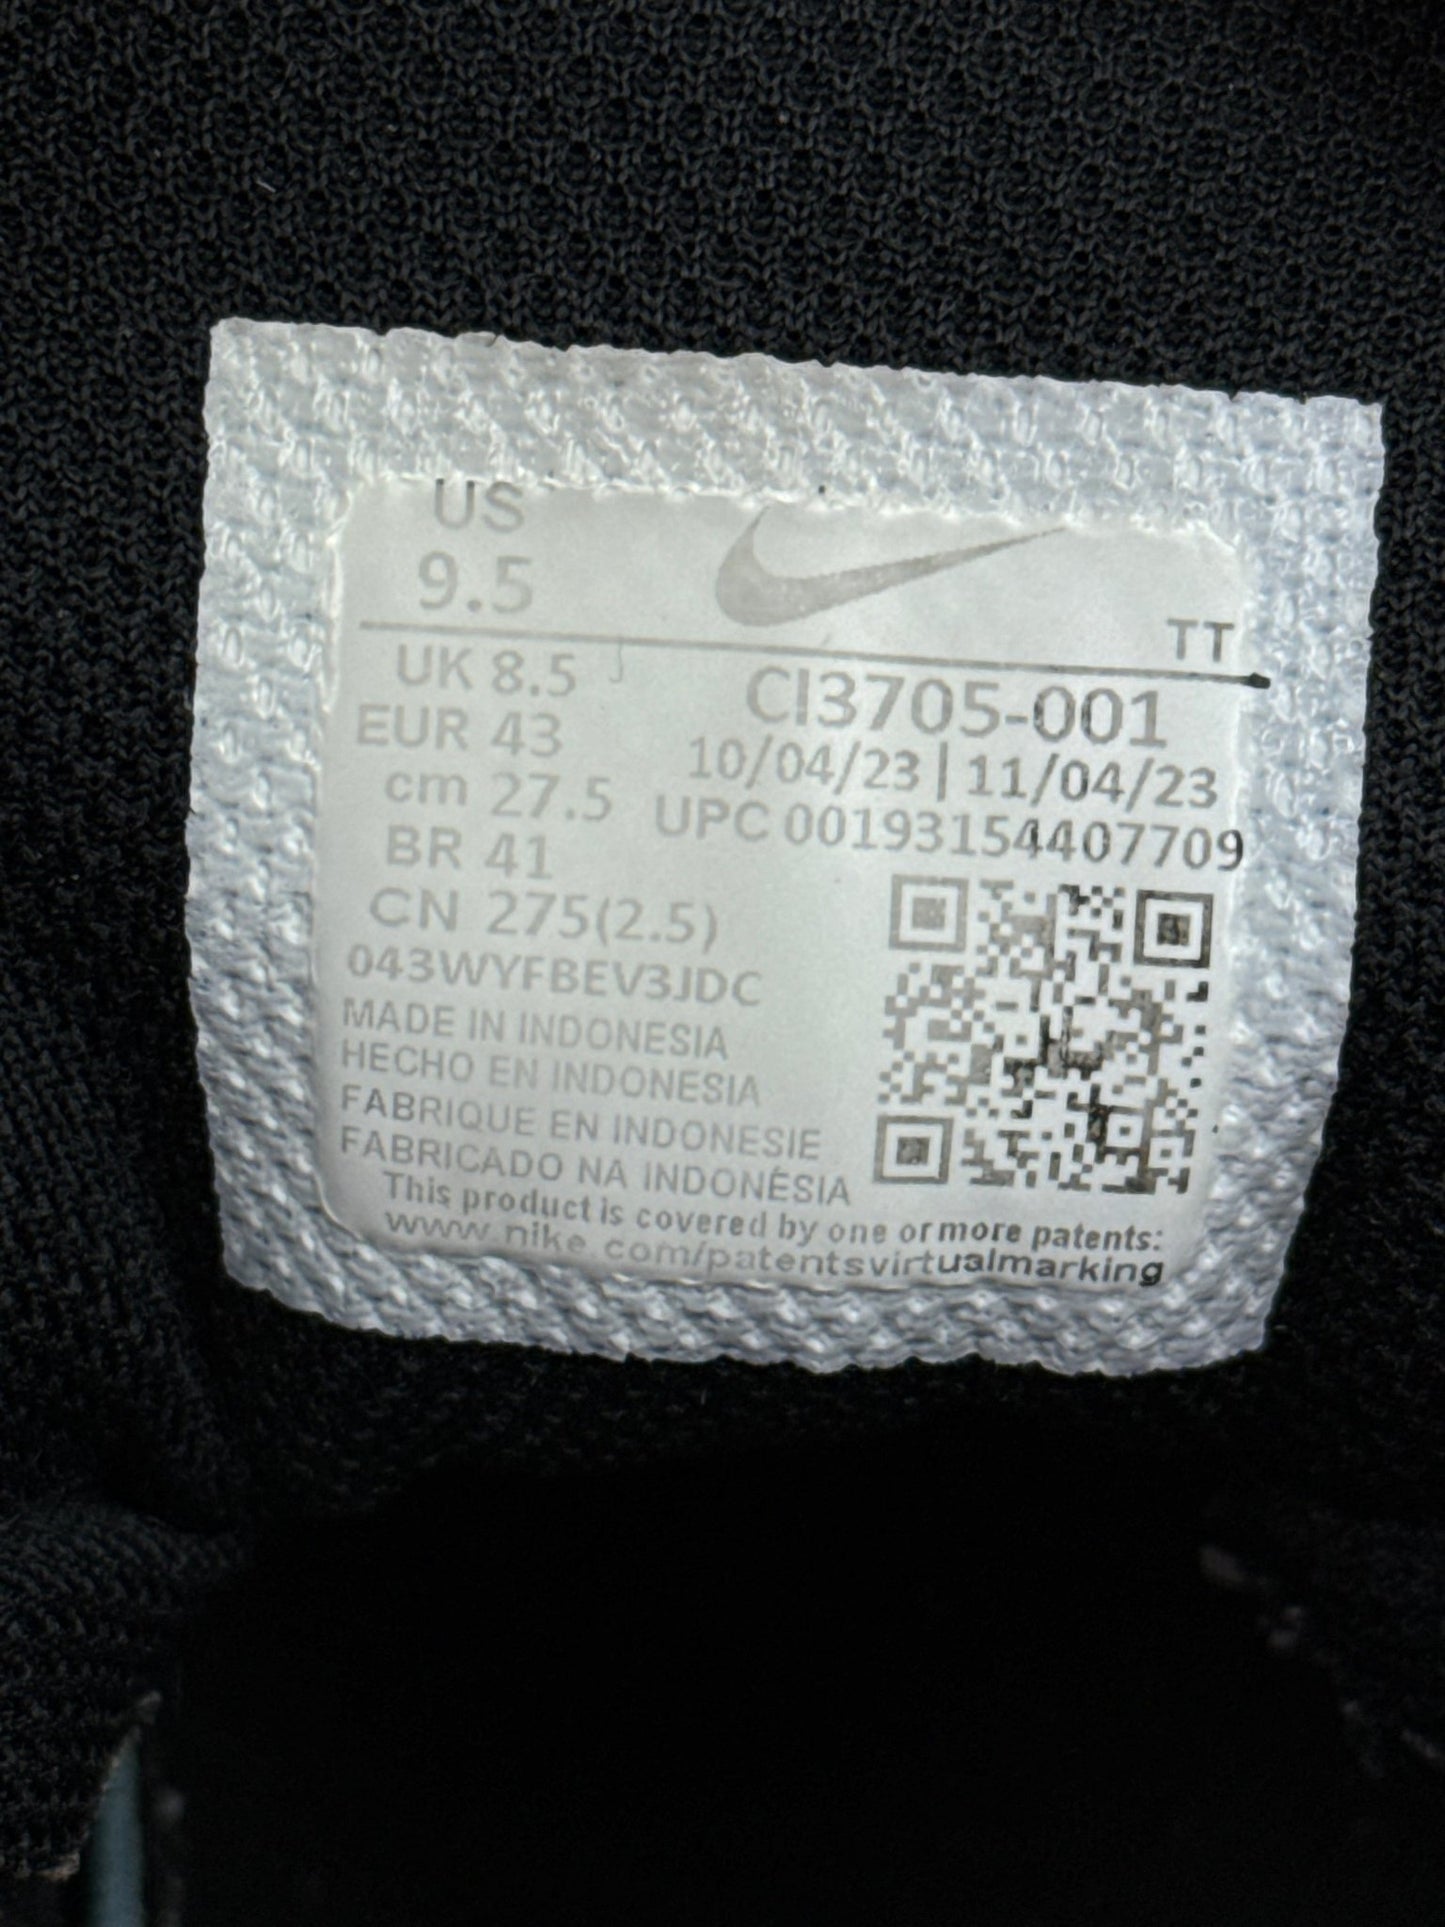 US
9.5
TT
UK 8.5
CI3705-001
EUR 43
10/04/23 | 11/04/23
cm 27.5
UPC 00193154407709
BR 41
CN 275(2.5)
043WYFBEV3JDC
MADE IN INDONESIA
HECHO EN INDONESIA
FABRIQUE EN INDONESIE
FABRICADO NA INDONÉSIA
This product is covered by one or more patents:
www.nike.com/patentsvirtualmarking